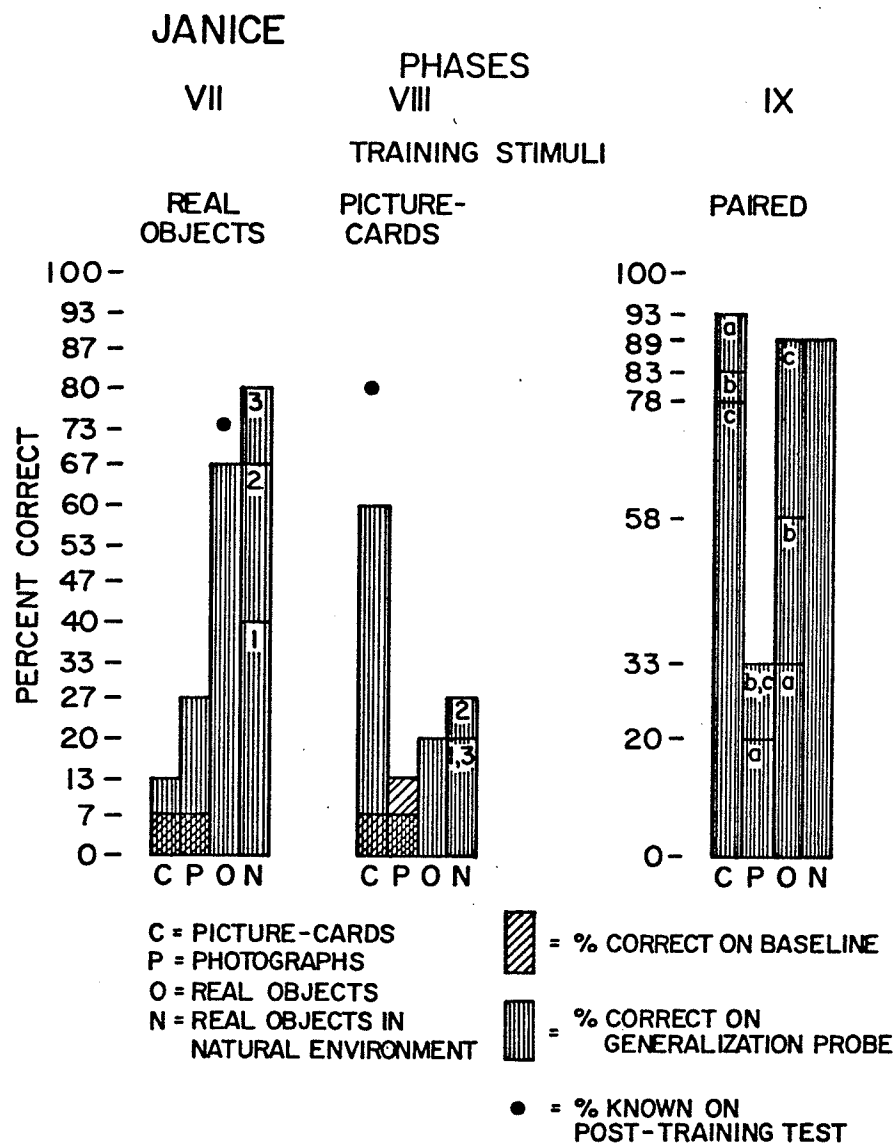 JANICE
PHASES
VII VIII IX
TRAINING STIMULI
REAL OBJECTS
PICTURE-CARDS
PAIRED
PERCENT CORRECT
100
93
87
80
73
67
60
53
47
40
33
27
20
13
7
0
3
2
1
C P O N
2
1,3
C P O N
100
93
89
83
78
58
33
20
0
a
b
c
b,c
a
c
b
a
C P O N
C = PICTURE-CARDS
P = PHOTOGRAPHS
O = REAL OBJECTS
N = REAL OBJECTS IN
NATURAL ENVIRONMENT
= % CORRECT ON BASELINE
= % CORRECT ON
GENERALIZATION PROBE
= % KNOWN ON
POST-TRAINING TEST